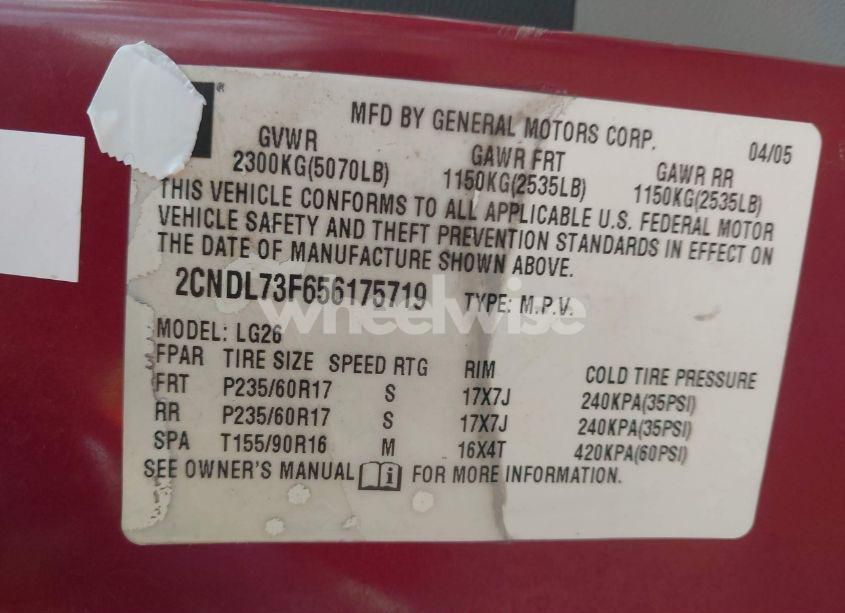 MFD BY GENERAL MOTORS CORP. 04/05
GVWR GAWR FRT GAWR RR
2300KG(5070LB) 1150KG(2535LB) 1150KG(2535LB)
THIS VEHICLE CONFORMS TO ALL APPLICABLE U.S. FEDERAL MOTOR
VEHICLE SAFETY AND THEFT PREVENTION STANDARDS IN EFFECT ON
THE DATE OF MANUFACTURE SHOWN ABOVE.
2CNDL73F656175719 TYPE: M.P.V.
wheelwise
MODEL: LG26
FPAR TIRE SIZE SPEED RTG RIM COLD TIRE PRESSURE
FRT P235/60R17 S 17X7J 240KPA(35PSI)
RR P235/60R17 S 17X7J 240KPA(35PSI)
SPA T155/90R16 M 16X4T 420KPA(60PSI)
SEE OWNER'S MANUAL i FOR MORE INFORMATION.